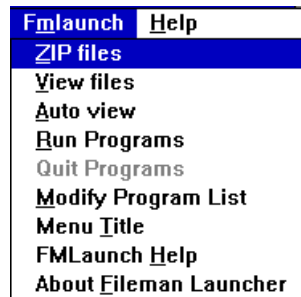 Fmlaunch Help
ZIP files
View files
Auto view
Run Programs
Quit Programs
Modify Program List
Menu Title
FMLaunch Help
About Fileman Launcher